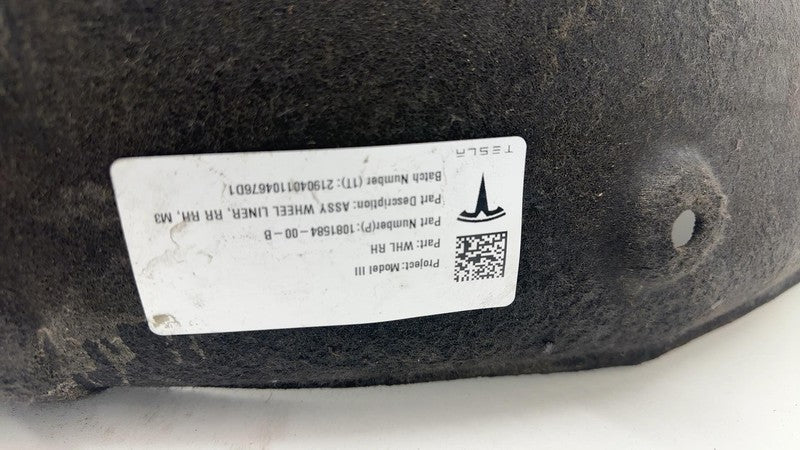 Project: Model III
Part: WHL RH
Part Number(P):1081584-00-B
Part Description: ASSY WHEEL LINER, RR RH, M3
Batch Number (1T): 2190401104676D1
TESLA